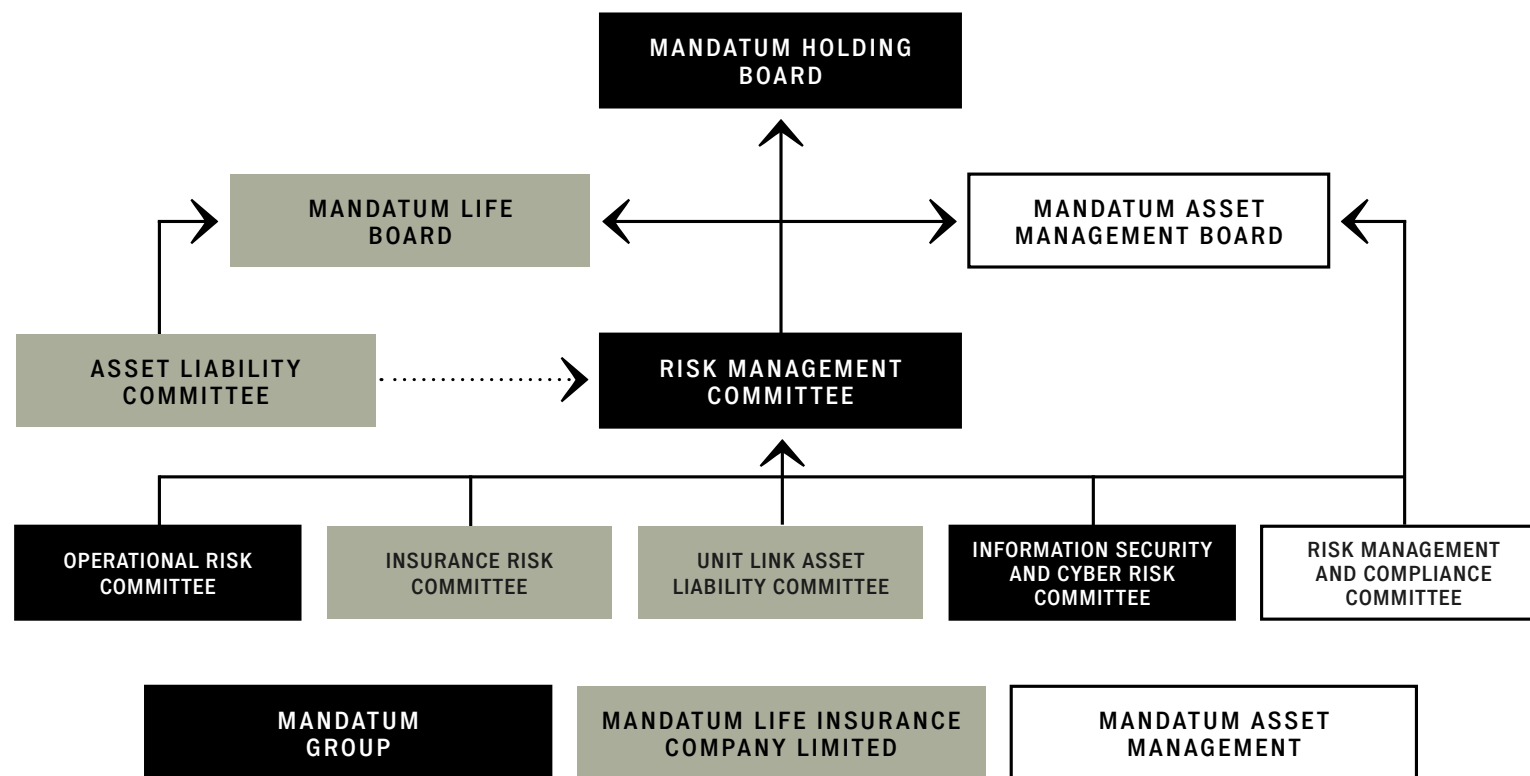 MANDATUM HOLDING
BOARD
MANDATUM LIFE
BOARD
MANDATUM ASSET
MANAGEMENT BOARD
ASSET LIABILITY
COMMITTEE
RISK MANAGEMENT
COMMITTEE
OPERATIONAL RISK
COMMITTEE
INSURANCE RISK
COMMITTEE
UNIT LINK ASSET
LIABILITY COMMITTEE
INFORMATION SECURITY
AND CYBER RISK
COMMITTEE
RISK MANAGEMENT
AND COMPLIANCE
COMMITTEE
MANDATUM
GROUP
MANDATUM LIFE INSURANCE
COMPANY LIMITED
MANDATUM ASSET
MANAGEMENT